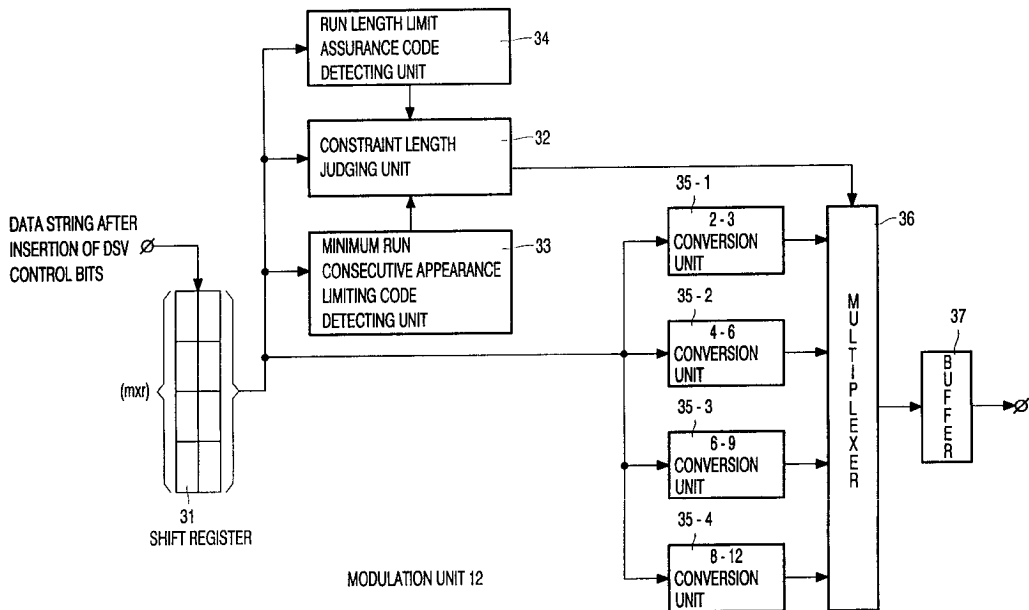 RUN LENGTH LIMIT
ASSURANCE CODE
DETECTING UNIT
34
CONSTRAINT LENGTH
JUDGING UNIT
32
MINIMUM RUN
CONSECUTIVE APPEARANCE
LIMITING CODE
DETECTING UNIT
33
DATA STRING AFTER
INSERTION OF DSV
CONTROL BITS
(mxr)
31
SHIFT REGISTER
35 - 1
2 - 3
CONVERSION
UNIT
35 - 2
4 - 6
CONVERSION
UNIT
35 - 3
6 - 9
CONVERSION
UNIT
35 - 4
8 - 12
CONVERSION
UNIT
MULTIPLEXER
36
BUFFER
37
MODULATION UNIT 12